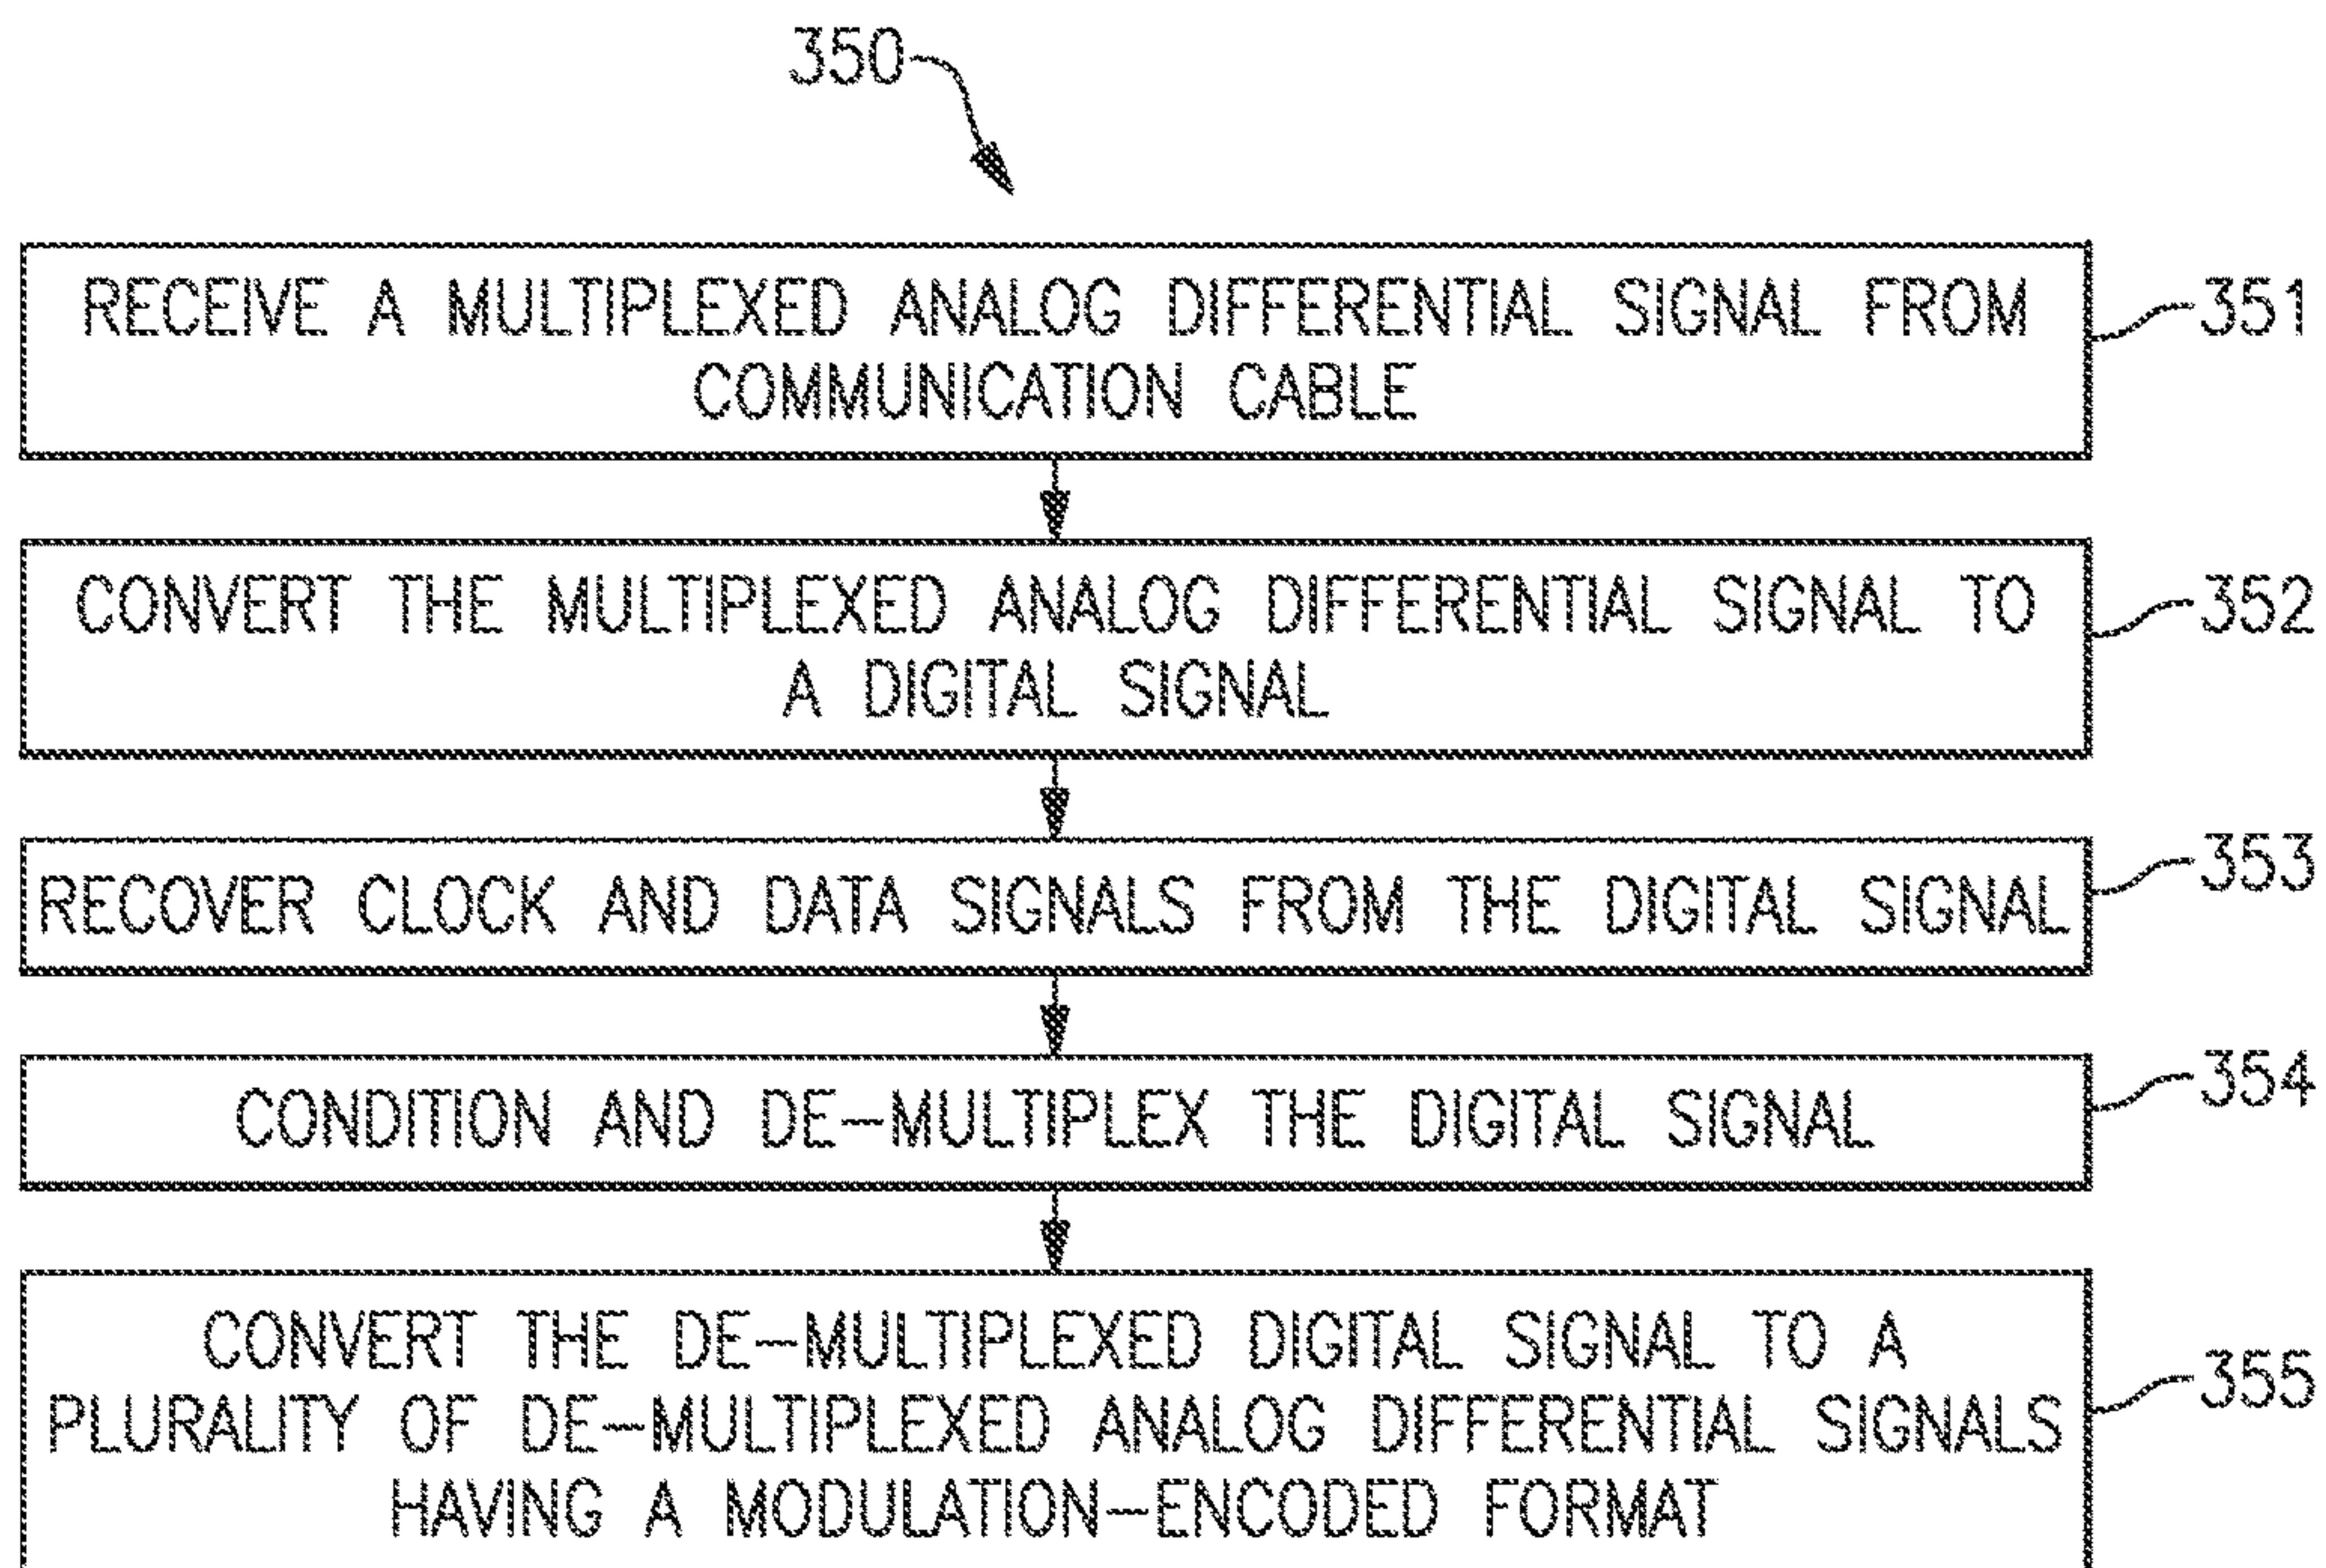 350
RECEIVE A MULTIPLEXED ANALOG DIFFERENTIAL SIGNAL FROM
COMMUNICATION CABLE
351
CONVERT THE MULTIPLEXED ANALOG DIFFERENTIAL SIGNAL TO
A DIGITAL SIGNAL
352
RECOVER CLOCK AND DATA SIGNALS FROM THE DIGITAL SIGNAL
353
CONDITION AND DE-MULTIPLEX THE DIGITAL SIGNAL
354
CONVERT THE DE-MULTIPLEXED DIGITAL SIGNAL TO A
PLURALITY OF DE-MULTIPLEXED ANALOG DIFFERENTIAL SIGNALS
HAVING A MODULATION-ENCODED FORMAT
355